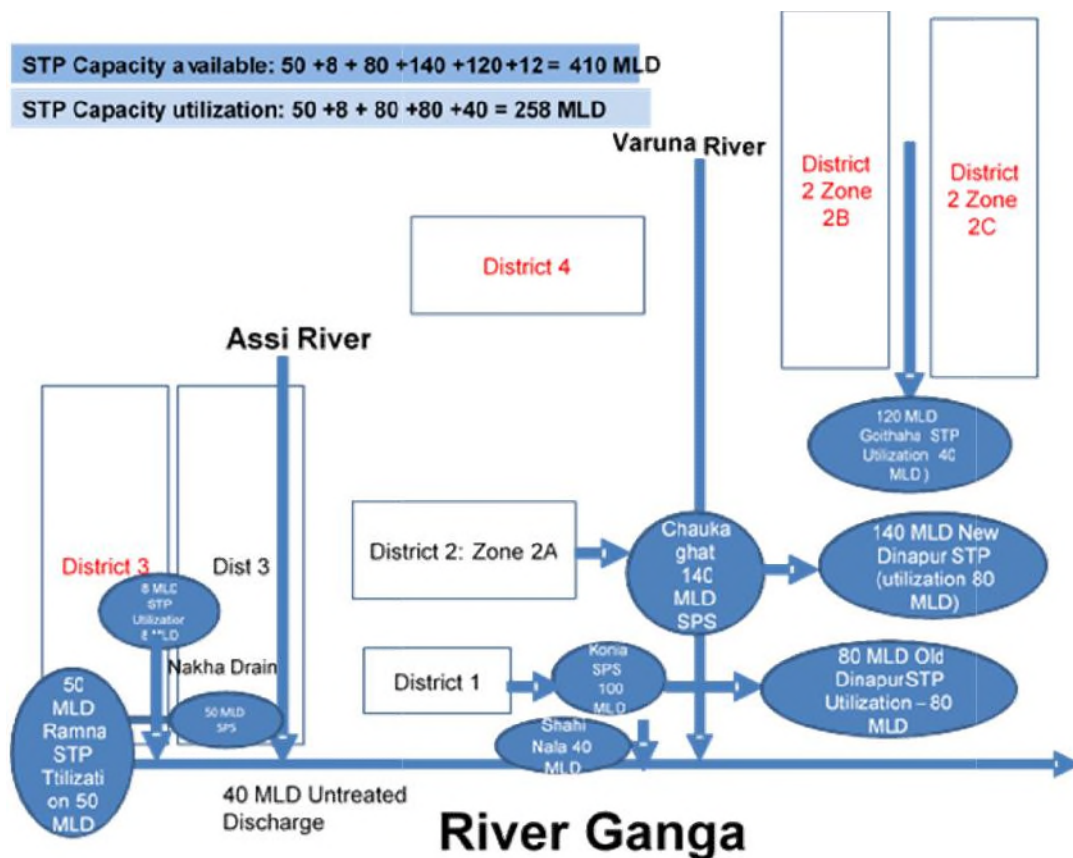 STP Capacity available: 50 +8 + 80 +140 +120+12 = 410 MLD
STP Capacity utilization: 50 +8 + 80 +80 +40 = 258 MLD
Varuna River
District
2 Zone
2B
District
2 Zone
2C
District 4
Assi River
120 MLD
Goithaha STP
Utilization 40
MLD )
District 3
Dist 3
District 2: Zone 2A
Chauka
ghat
140
MLD
SPS
140 MLD New
Dinapur STP
(utilization 80
MLD)
8 MLD
STP
Utilization
8 MLD
Nakha Drain
District 1
Konia
SPS
100
MLD
80 MLD Old
DinapurSTP
Utilization – 80
MLD
50
MLD
Ramna
STP
Ttilizati
on 50
MLD
50 MLD
SPS
Shahi
Nala 40
MLD
40 MLD Untreated
Discharge
River Ganga